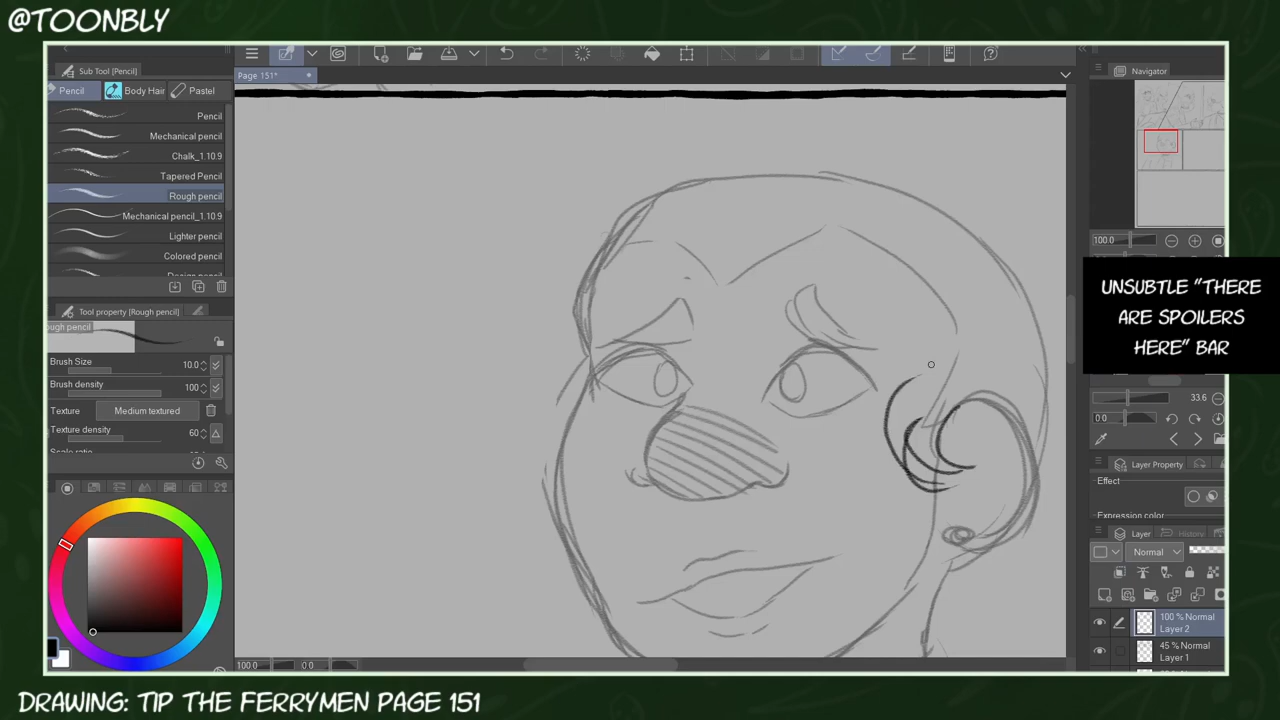 @TOONBLY
Sub Tool [Pencil]
Page 151*
Navigator
Pencil
Body Hair
Pastel
Pencil
Mechanical pencil
Chalk_1.10.9
Tapered Pencil
Rough pencil
Mechanical pencil_1.10.9
Lighter pencil
Colored pencil
100.0
UNSUBTLE "THERE
ARE SPOILERS
HERE" BAR
Tool property [Rough pencil]
Brush Size 10.0
Brush density 100
Texture Medium textured
Texture density 60
33.6
0.0
Layer Property
Effect
Expression color
Layer
History
Normal
100 % Normal
Layer 2
45 % Normal
Layer 1
100.0
0.0
DRAWING: TIP THE FERRYMEN PAGE 151